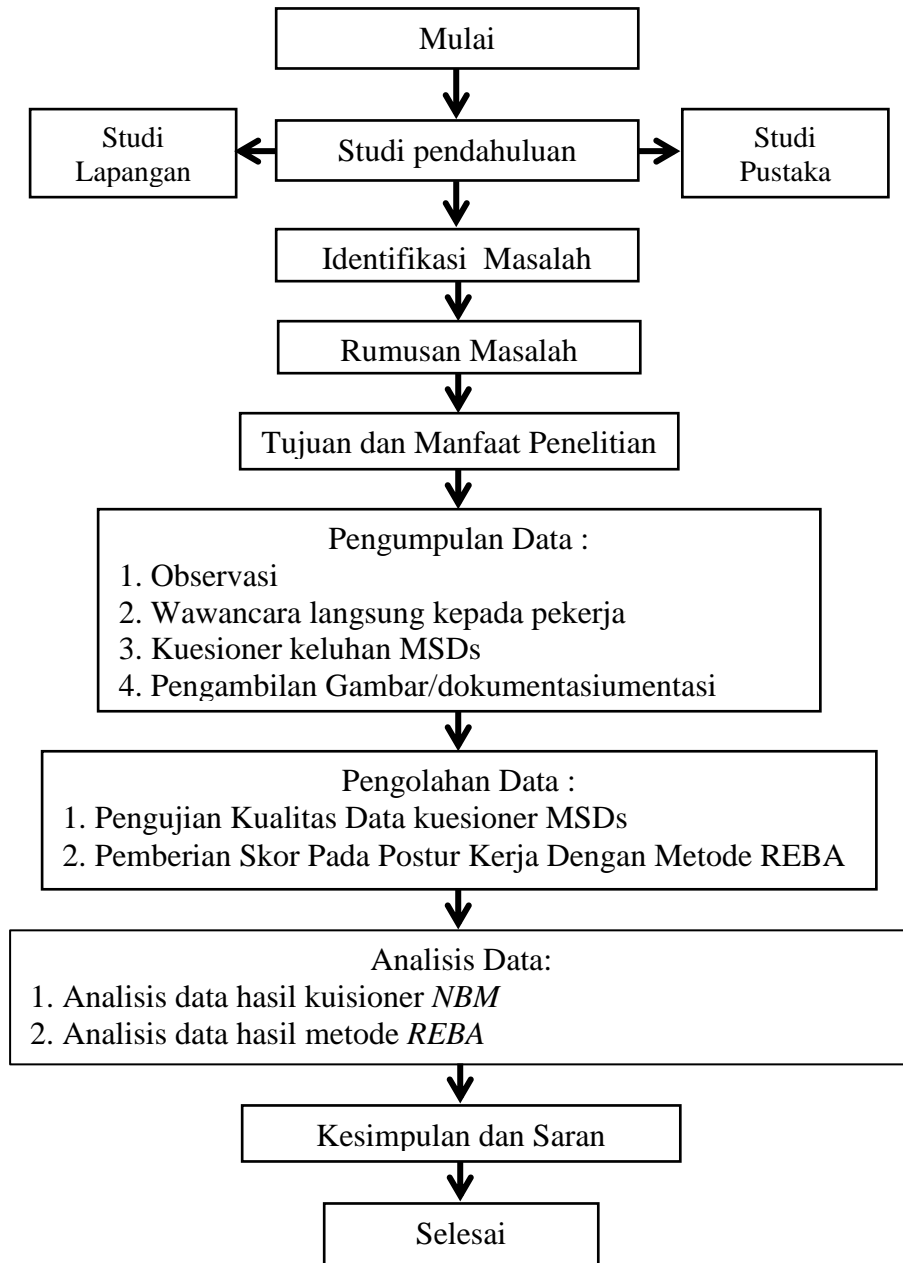 Mulai
Studi
Lapangan
Studi pendahuluan
Studi
Pustaka
Identifikasi Masalah
Rumusan Masalah
Tujuan dan Manfaat Penelitian
Pengumpulan Data :
1. Observasi
2. Wawancara langsung kepada pekerja
3. Kuesioner keluhan MSDs
4. Pengambilan Gambar/dokumentasiumentasi
Pengolahan Data :
1. Pengujian Kualitas Data kuesioner MSDs
2. Pemberian Skor Pada Postur Kerja Dengan Metode REBA
Analisis Data:
1. Analisis data hasil kuisioner NBM
2. Analisis data hasil metode REBA
Kesimpulan dan Saran
Selesai